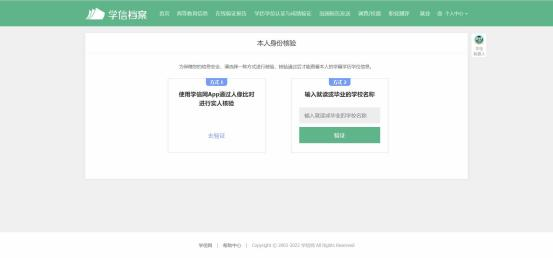 学信档案
首页 高等教育信息 在线验证报告 学历学位认证与成绩验证 出国报告发送 调查/投票 职业测评 就业 个人中心
本人身份核验
为保障您的信息安全，请选择一种方式进行核验，核验通过后才能查看本人的学籍学历学位信息。
方式 1
使用学信网App通过人像比对
进行实人核验
去验证
方式 2
输入就读或毕业的学校名称
输入就读或毕业的学校名称
验证
机器人
学信网 | 帮助中心 | Copyright © 2003-2022 学信网 All Rights Reserved